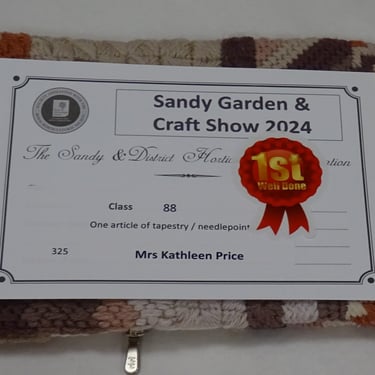 Sandy Garden &
Craft Show 2024
The Sandy & District Hortic
1st
Well Done
Class 88
One article of tapestry / needlepoint
325 Mrs Kathleen Price